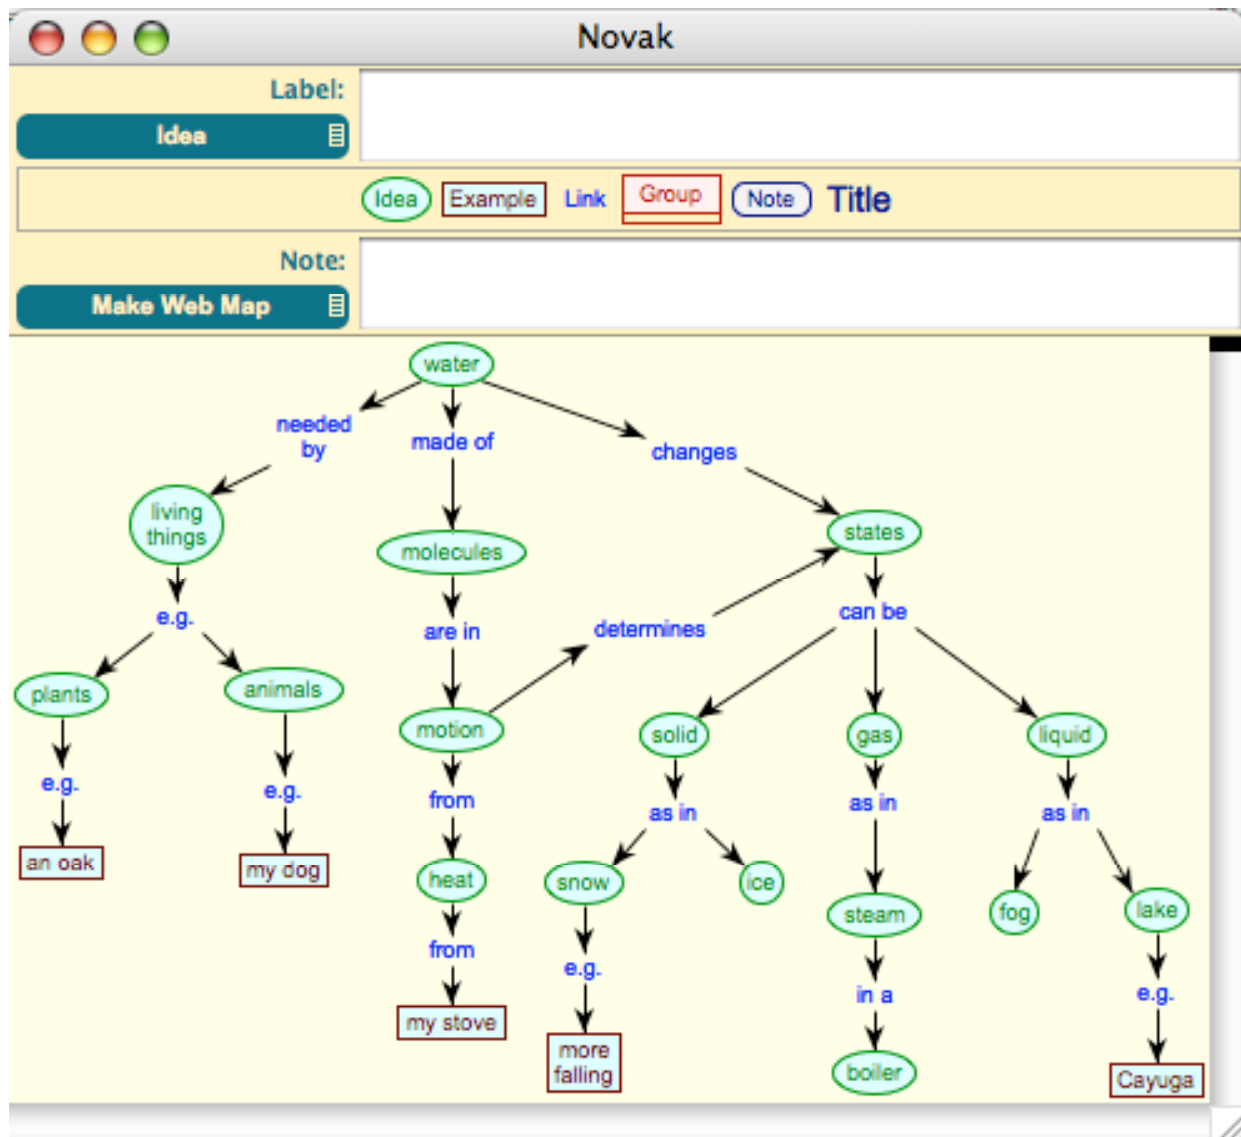 Novak
Label:
Idea
Idea Example Link Group Note Title
Note:
Make Web Map
water
needed
by
made of
changes
living
things
molecules
states
e.g.
are in
determines
can be
plants
animals
motion
solid
gas
liquid
e.g.
e.g.
from
as in
as in
as in
an oak
my dog
heat
snow
ice
steam
fog
lake
from
e.g.
in a
e.g.
my stove
more
falling
boiler
Cayuga